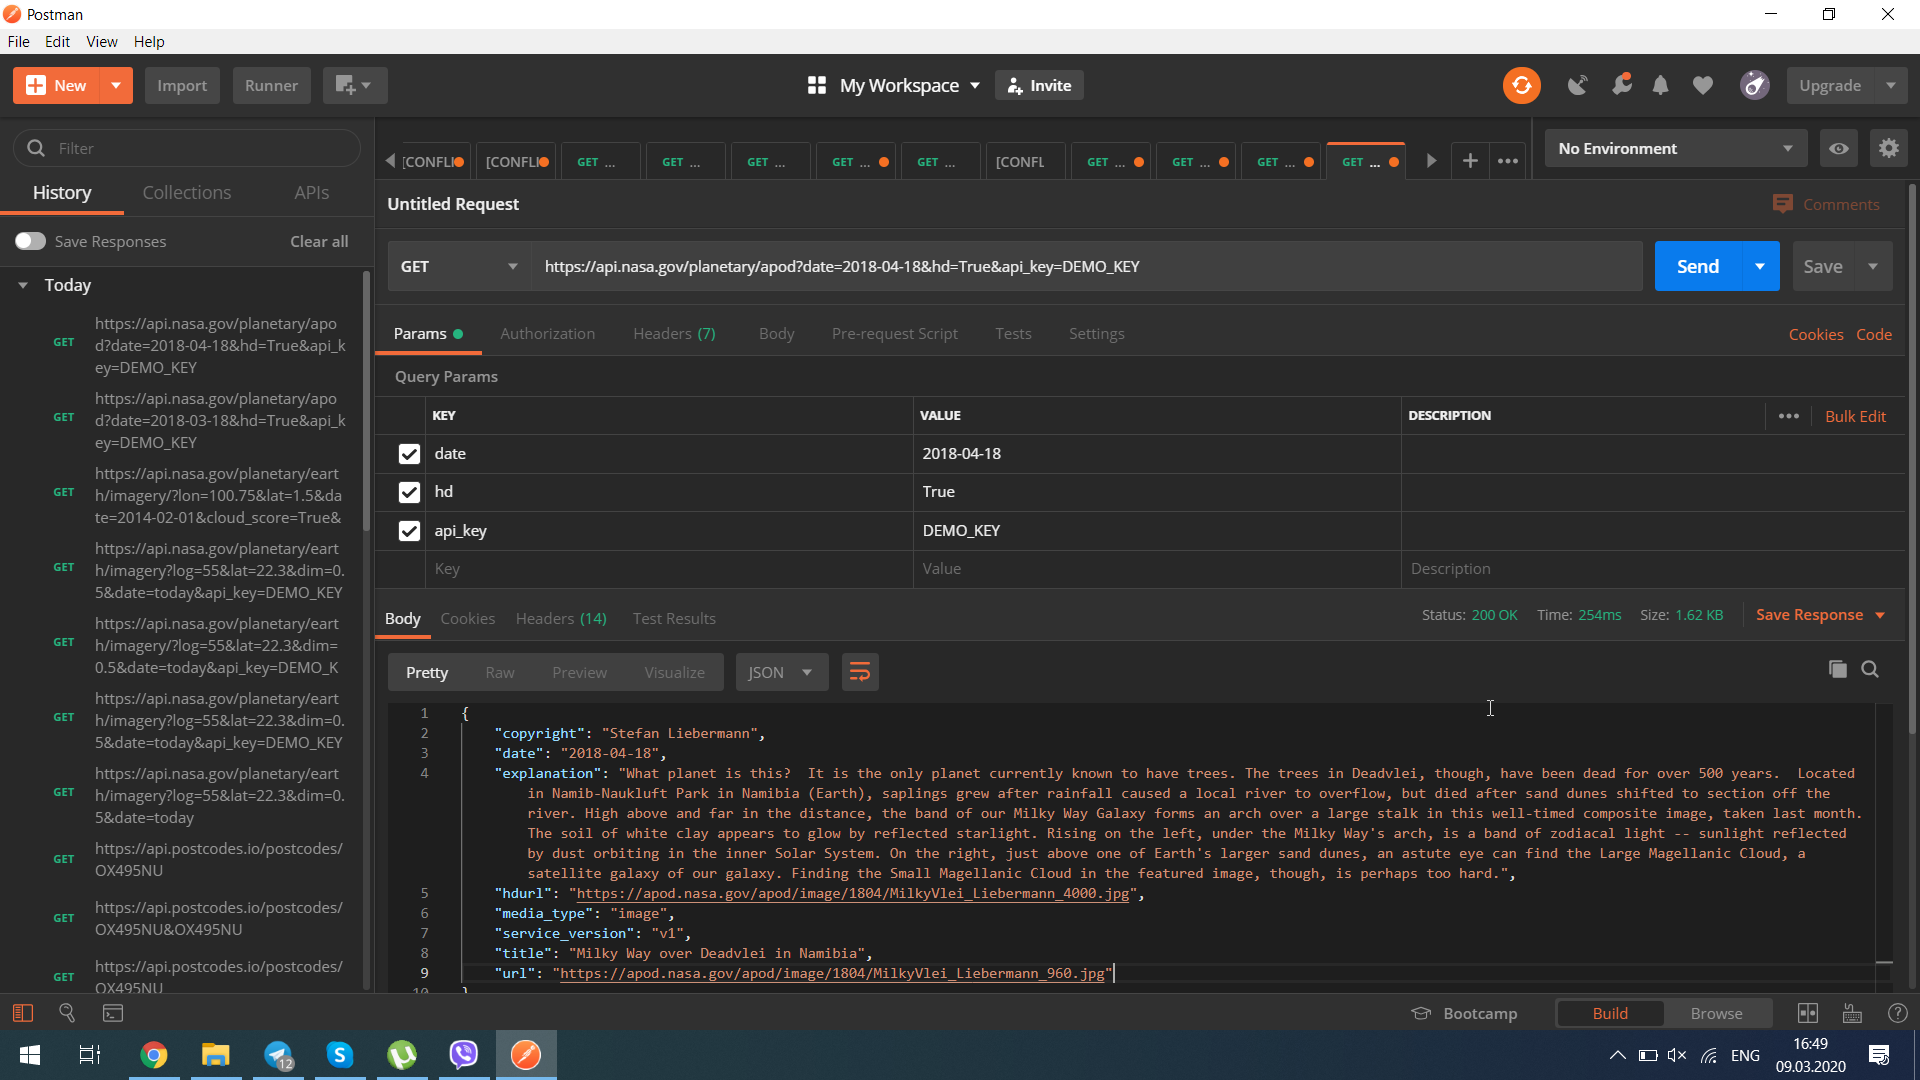 Postman
File Edit View Help
New Import Runner My Workspace Invite Upgrade
Filter
[CONFLI [CONFLI GET ... GET ... GET ... GET ... GET ... [CONFL GET ... GET ... GET ... GET ... No Environment
History Collections APIs
Untitled Request Comments
Save Responses Clear all
GET https://api.nasa.gov/planetary/apod?date=2018-04-18&hd=True&api_key=DEMO_KEY Send Save
Today
https://api.nasa.gov/planetary/apo
GET d?date=2018-04-18&hd=True&api_k
ey=DEMO_KEY
https://api.nasa.gov/planetary/apo
GET d?date=2018-03-18&hd=True&api_k
ey=DEMO_KEY
https://api.nasa.gov/planetary/eart
GET h/imagery/?lon=100.75&lat=1.5&da
te=2014-02-01&cloud_score=True&
https://api.nasa.gov/planetary/eart
GET h/imagery?log=55&lat=22.3&dim=0.
5&date=today&api_key=DEMO_KEY
https://api.nasa.gov/planetary/eart
GET h/imagery/?log=55&lat=22.3&dim=
0.5&date=today&api_key=DEMO_K
https://api.nasa.gov/planetary/eart
GET h/imagery?log=55&lat=22.3&dim=0.
5&date=today&api_key=DEMO_KEY
https://api.nasa.gov/planetary/eart
GET h/imagery?log=55&lat=22.3&dim=0.
5&date=today
GET https://api.postcodes.io/postcodes/
OX495NU
GET https://api.postcodes.io/postcodes/
OX495NU&OX495NU
GET https://api.postcodes.io/postcodes/
OX495NU
Params Authorization Headers (7) Body Pre-request Script Tests Settings Cookies Code
Query Params
KEY VALUE DESCRIPTION Bulk Edit
date 2018-04-18
hd True
api_key DEMO_KEY
Key Value Description
Body Cookies Headers (14) Test Results Status: 200 OK Time: 254ms Size: 1.62 KB Save Response
Pretty Raw Preview Visualize JSON
1 {
2 "copyright": "Stefan Liebermann",
3 "date": "2018-04-18",
4 "explanation": "What planet is this?  It is the only planet currently known to have trees. The trees in Deadvlei, though, have been dead for over 500 years.  Located
in Namib-Naukluft Park in Namibia (Earth), saplings grew after rainfall caused a local river to overflow, but died after sand dunes shifted to section off the
river. High above and far in the distance, the band of our Milky Way Galaxy forms an arch over a large stalk in this well-timed composite image, taken last month.
The soil of white clay appears to glow by reflected starlight. Rising on the left, under the Milky Way's arch, is a band of zodiacal light -- sunlight reflected
by dust orbiting in the inner Solar System. On the right, just above one of Earth's larger sand dunes, an astute eye can find the Large Magellanic Cloud, a
satellite galaxy of our galaxy. Finding the Small Magellanic Cloud in the featured image, though, is perhaps too hard.",
5 "hdurl": "https://apod.nasa.gov/apod/image/1804/MilkyVlei_Liebermann_4000.jpg",
6 "media_type": "image",
7 "service_version": "v1",
8 "title": "Milky Way over Deadvlei in Namibia",
9 "url": "https://apod.nasa.gov/apod/image/1804/MilkyVlei_Liebermann_960.jpg"
10 }
Bootcamp Build Browse
12 ENG 16:49
09.03.2020